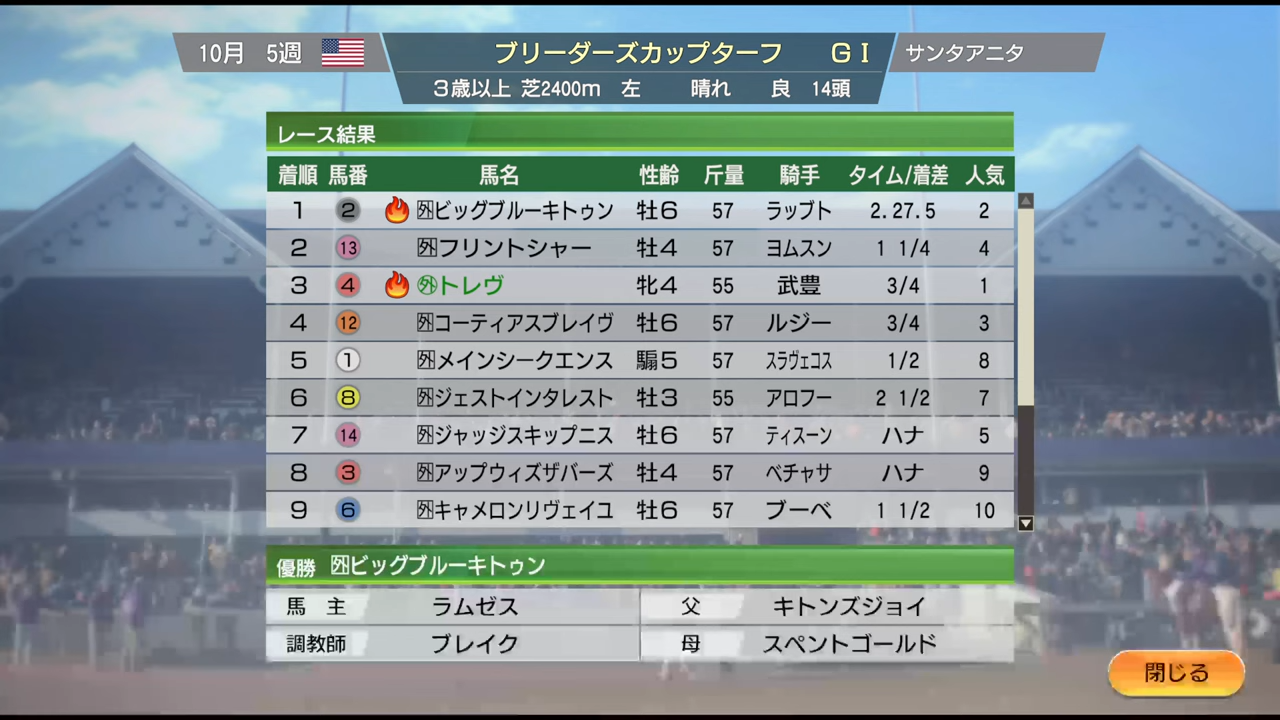 10月 5週 ブリーダーズカップターフ GⅠ サンタアニタ
3歳以上 芝2400m 左 晴れ 良 14頭
レース結果
着順 馬番 馬名 性齢 斤量 騎手 タイム/着差 人気
1 2 外ビッグブルーキトゥン 牡6 57 ラップト 2.27.5 2
2 13 外フリントシャー 牡4 57 ヨムスン 1 1/4 4
3 4 外トレヴ 牝4 55 武豊 3/4 1
4 12 外コーティアスブレイヴ 牡6 57 ルジー 3/4 3
5 1 外メインシークエンス 騸5 57 スラヴェコス 1/2 8
6 8 外ジェストインタレスト 牡3 55 アロフー 2 1/2 7
7 14 外ジャッジスキップニス 牡6 57 ティスーン ハナ 5
8 3 外アップウィズザバーズ 牡4 57 ベチャサ ハナ 9
9 6 外キャメロンリヴェイユ 牡6 57 ブーベ 1 1/2 10
優勝 外ビッグブルーキトゥン
馬主 ラムゼス 父 キトンズジョイ
調教師 ブレイク 母 スペントゴールド
閉じる